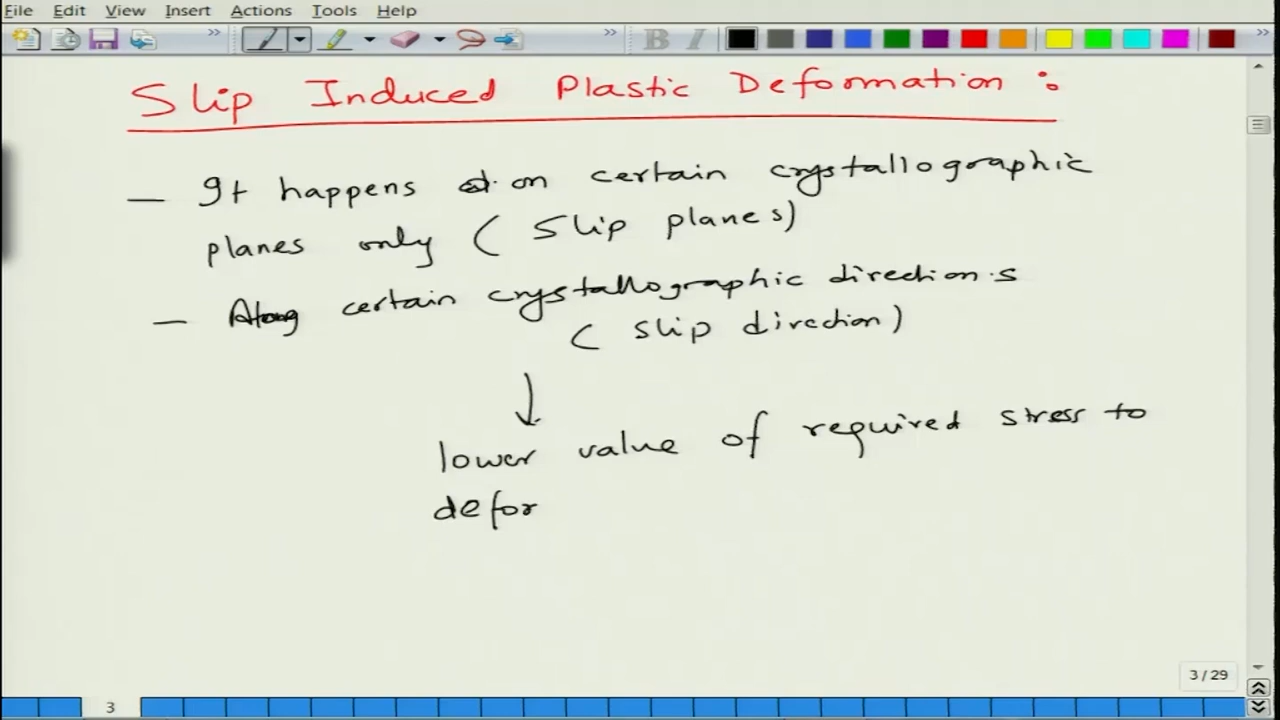 File Edit View Insert Actions Tools Help
B I
Slip Induced Plastic Deformation :
— It happens on certain crystallographic
planes only ( Slip planes)
— Along certain crystallographic directions
( slip direction)
↓
lower value of required stress to
defor
3 / 29
3